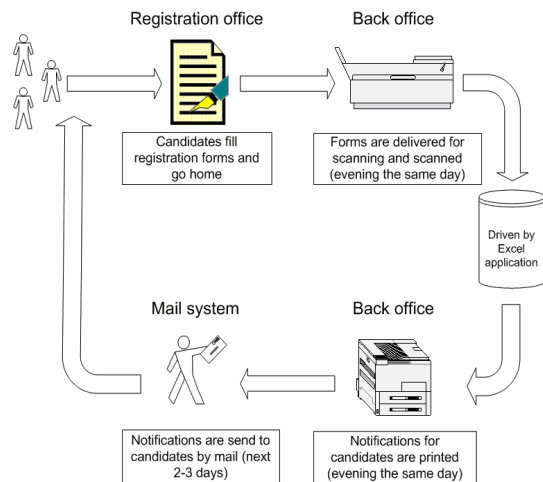 Registration office
Back office
Candidates fill
registration forms and
go home
Forms are delivered for
scanning and scanned
(evening the same day)
Driven by
Excel
application
Mail system
Back office
Notifications are send to
candidates by mail (next
2-3 days)
Notifications for
candidates are printed
(evening the same day)